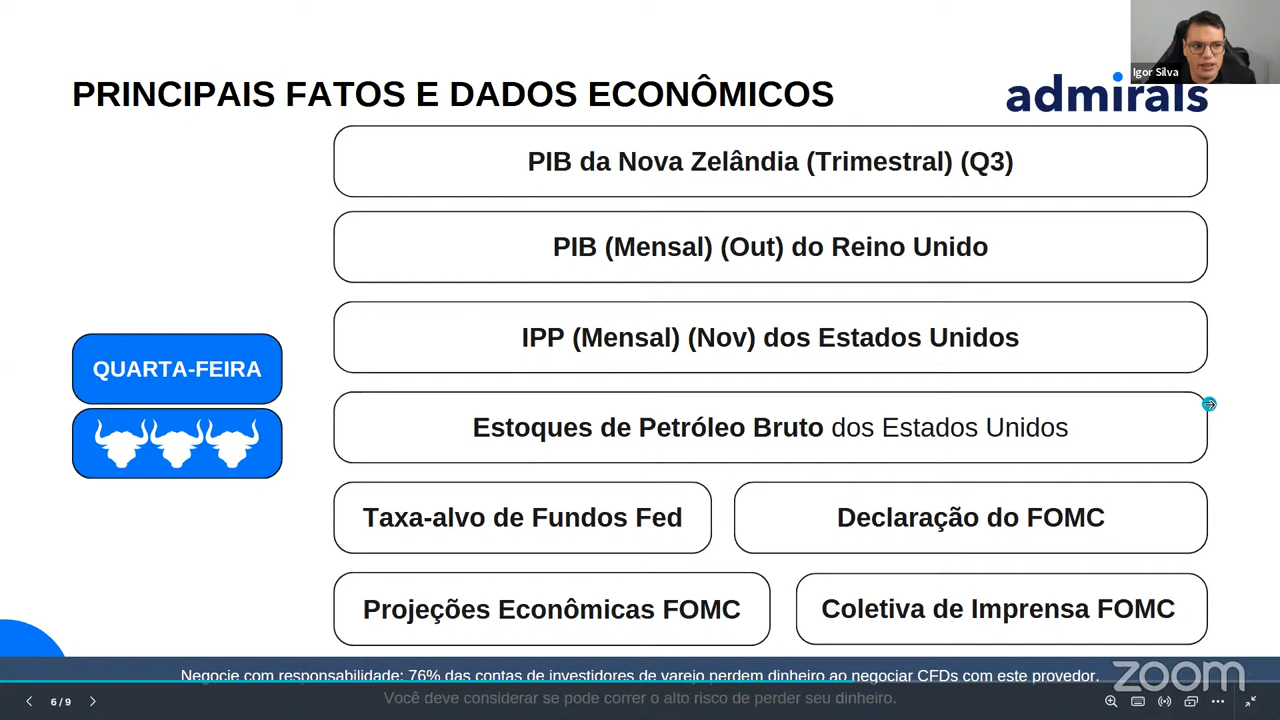 Igor Silva
PRINCIPAIS FATOS E DADOS ECONÔMICOS
admirals
PIB da Nova Zelândia (Trimestral) (Q3)
PIB (Mensal) (Out) do Reino Unido
IPP (Mensal) (Nov) dos Estados Unidos
QUARTA-FEIRA
Estoques de Petróleo Bruto dos Estados Unidos
Taxa-alvo de Fundos Fed
Declaração do FOMC
Projeções Econômicas FOMC
Coletiva de Imprensa FOMC
Negocie com responsabilidade: 76% das contas de investidores de varejo perdem dinheiro ao negociar CFDs com este provedor.
Você deve considerar se pode correr o alto risco de perder seu dinheiro.
zoom
6/9